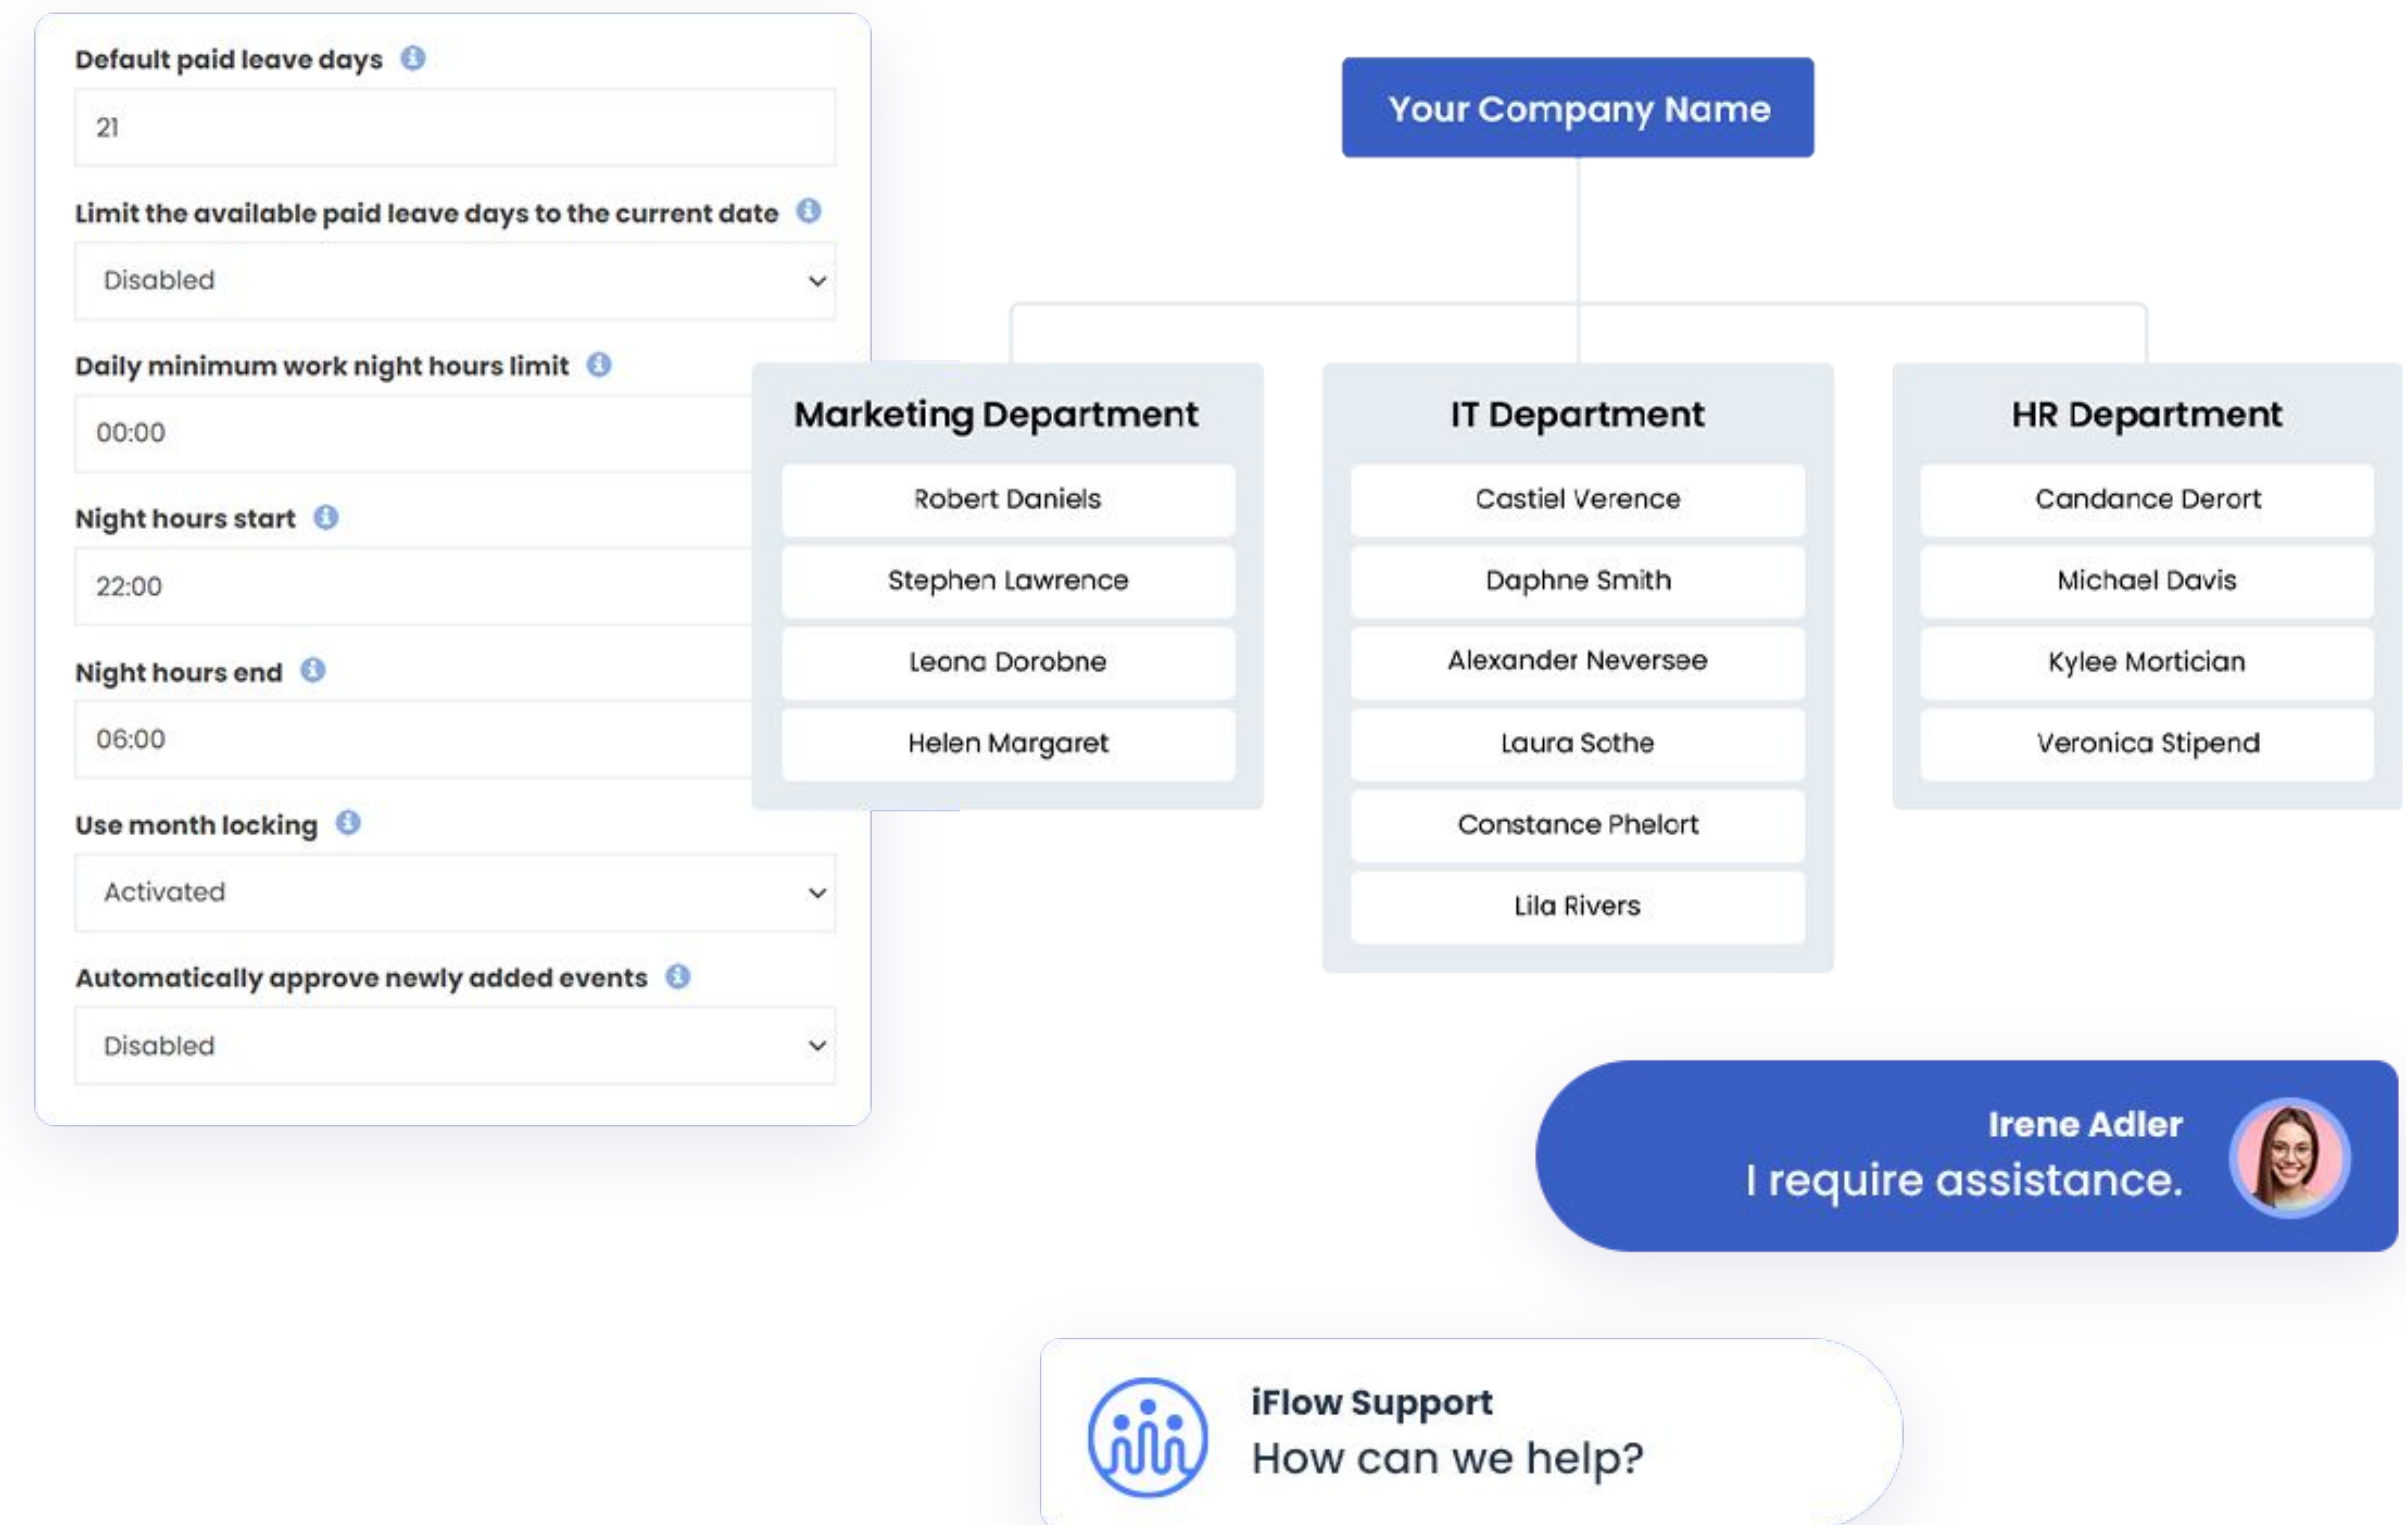 Default paid leave days
21
Limit the available paid leave days to the current date
Disabled
Daily minimum work night hours limit
00:00
Night hours start
22:00
Night hours end
06:00
Use month locking
Activated
Automatically approve newly added events
Disabled
Your Company Name
Marketing Department
Robert Daniels
Stephen Lawrence
Leona Dorobne
Helen Margaret
IT Department
Castiel Verence
Daphne Smith
Alexander Neversee
Laura Sothe
Constance Phelort
Lila Rivers
HR Department
Candance Derort
Michael Davis
Kylee Mortician
Veronica Stipend
Irene Adler
I require assistance.
iFlow Support
How can we help?